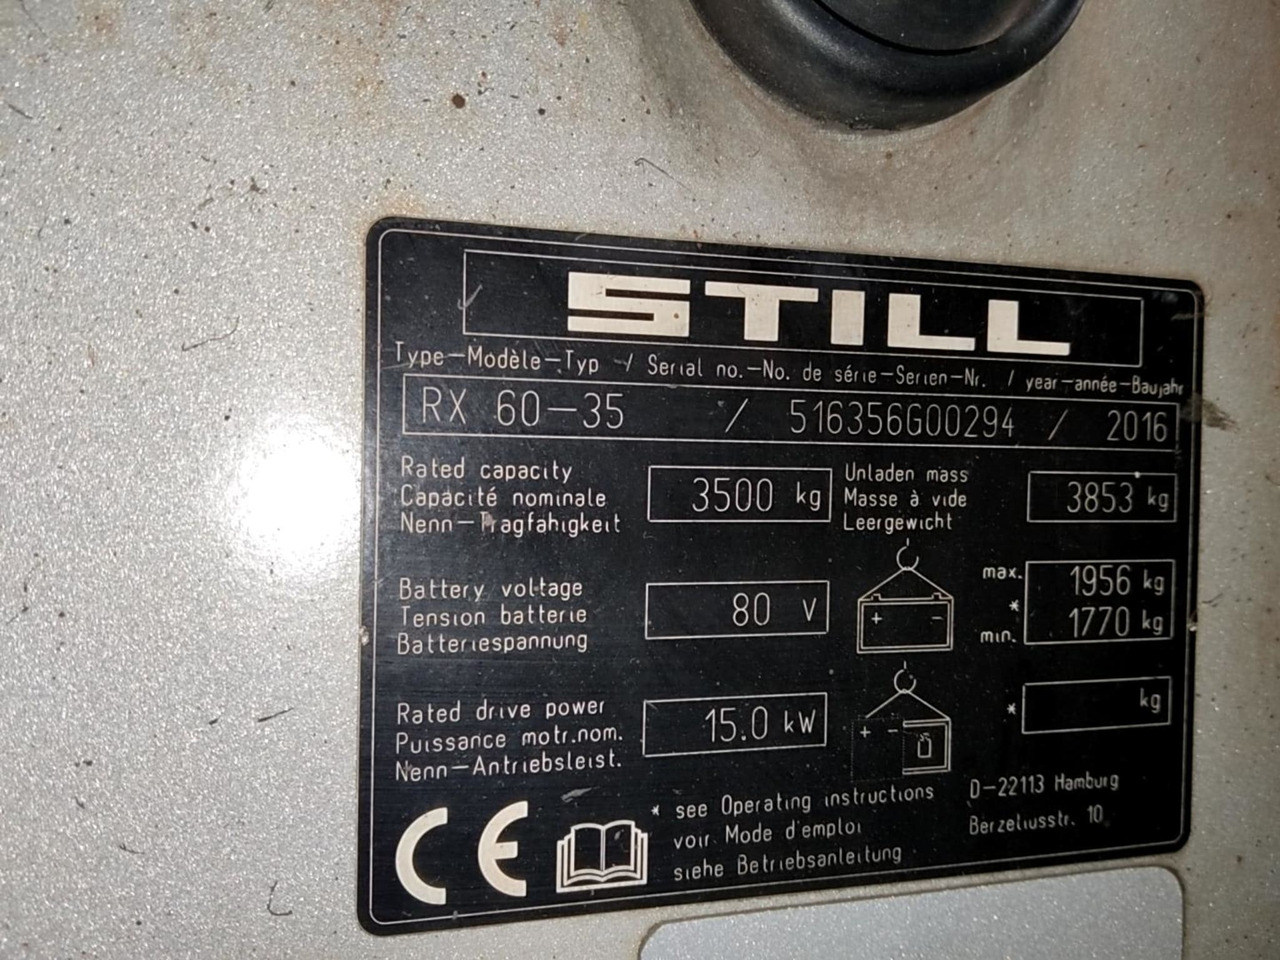 STILL
Type–Modèle–Typ / Serial no.–No. de série–Serien-Nr. / year–année–Baujahr
RX 60–35 / 516356G00294 / 2016
Rated capacity
Capacité nominale
Nenn–Tragfähigkeit
3500 kg
Unladen mass
Masse à vide
Leergewicht
3853 kg
Battery voltage
Tension batterie
Batteriespannung
80 V
+ −
max. 1956 kg
*
min. 1770 kg
Rated drive power
Puissance motr.nom.
Nenn–Antriebsleist.
15.0 kW
+ −
* kg
CE
* see Operating instructions
voir Mode d'emploi
siehe Betriebsanleitung
D–22113 Hamburg
Berzeliusstr. 10